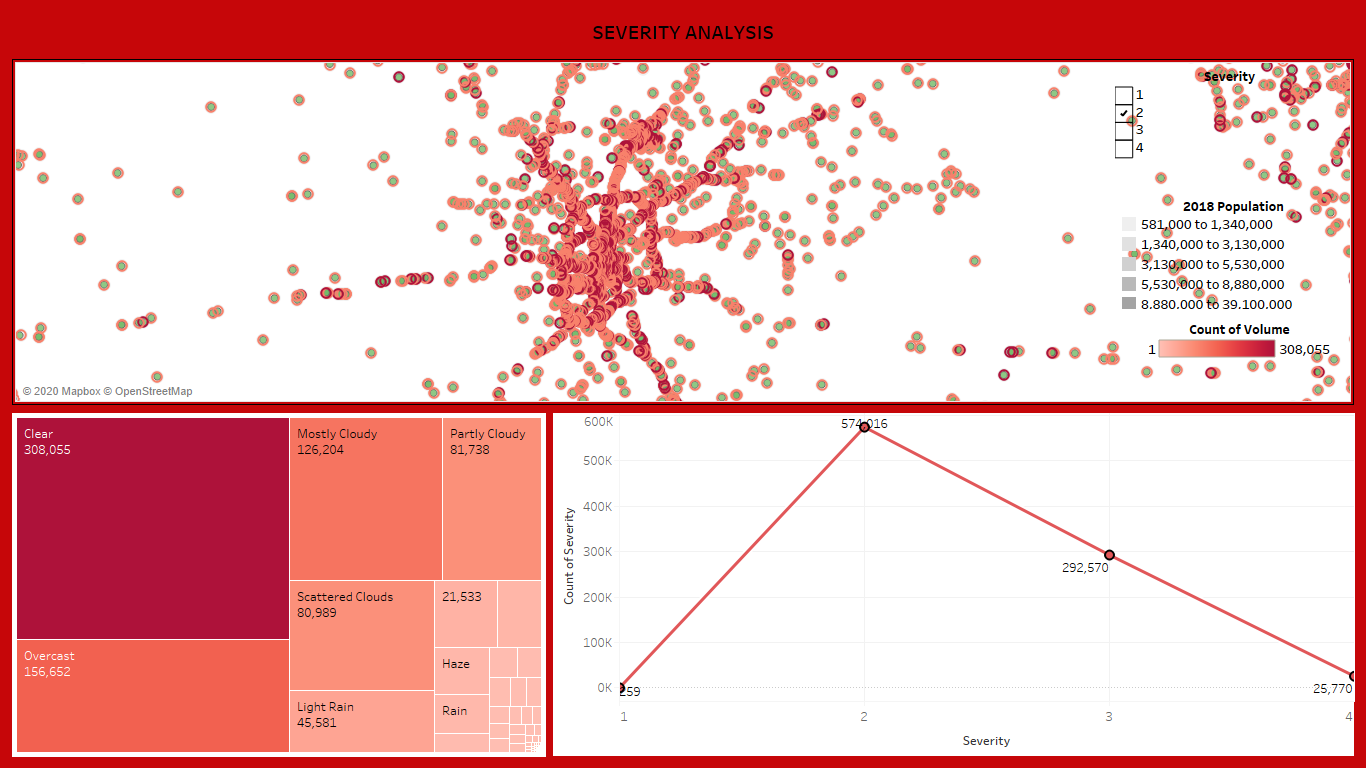 SEVERITY ANALYSIS
Severity
1
2
3
4
2018 Population
581,000 to 1,340,000
1,340,000 to 3,130,000
3,130,000 to 5,530,000
5,530,000 to 8,880,000
8,880,000 to 39,100,000
Count of Volume
1 308,055
© 2020 Mapbox © OpenStreetMap
Clear
308,055
Mostly Cloudy
126,204
Partly Cloudy
81,738
Scattered Clouds
80,989
21,533
Haze
Overcast
156,652
Light Rain
45,581
Rain
600K
500K
400K
300K
200K
100K
0K
Count of Severity
574,016
292,570
259
25,770
1 2 3 4
Severity